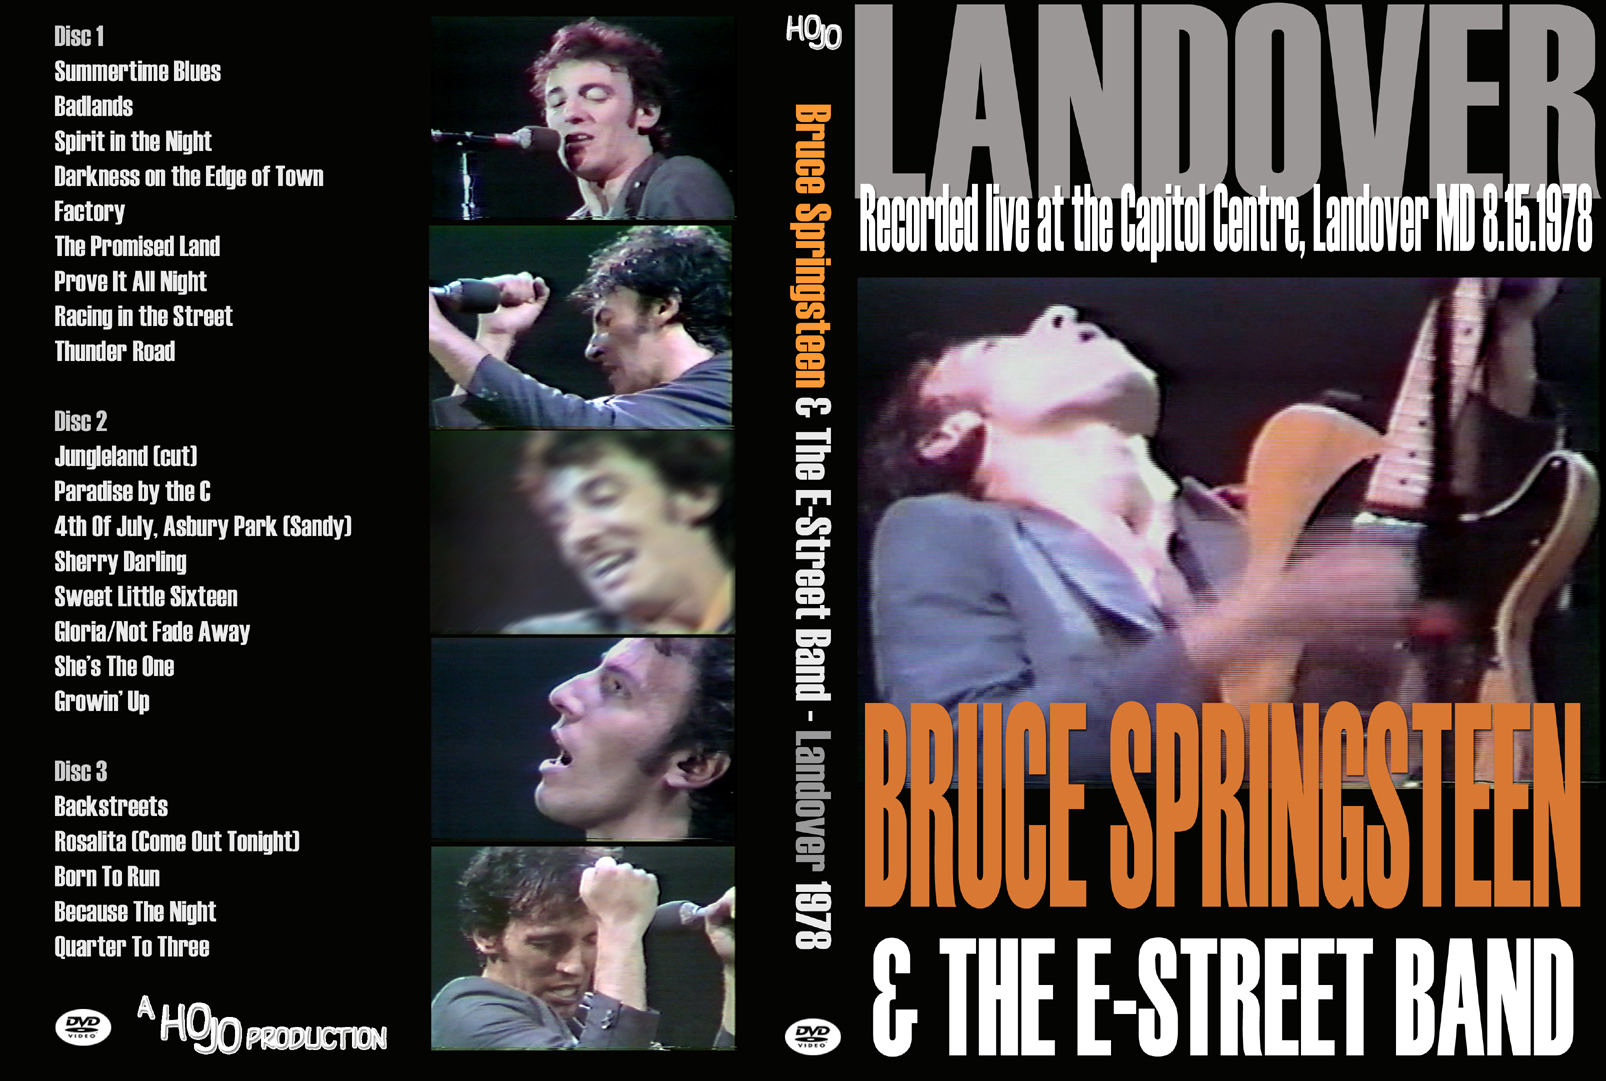 Disc 1
Summertime Blues
Badlands
Spirit in the Night
Darkness on the Edge of Town
Factory
The Promised Land
Prove It All Night
Racing in the Street
Thunder Road
Disc 2
Jungleland (cut)
Paradise by the C
4th Of July, Asbury Park (Sandy)
Sherry Darling
Sweet Little Sixteen
Gloria/Not Fade Away
She's The One
Growin' Up
Disc 3
Backstreets
Rosalita (Come Out Tonight)
Born To Run
Because The Night
Quarter To Three
DVD
VIDEO
A HOJO PRODUCTION
HOJO
Bruce Springsteen & The E-Street Band - Landover 1978
DVD
VIDEO
LANDOVER
Recorded live at the Capitol Centre, Landover MD 8.15.1978
BRUCE SPRINGSTEEN
& THE E-STREET BAND